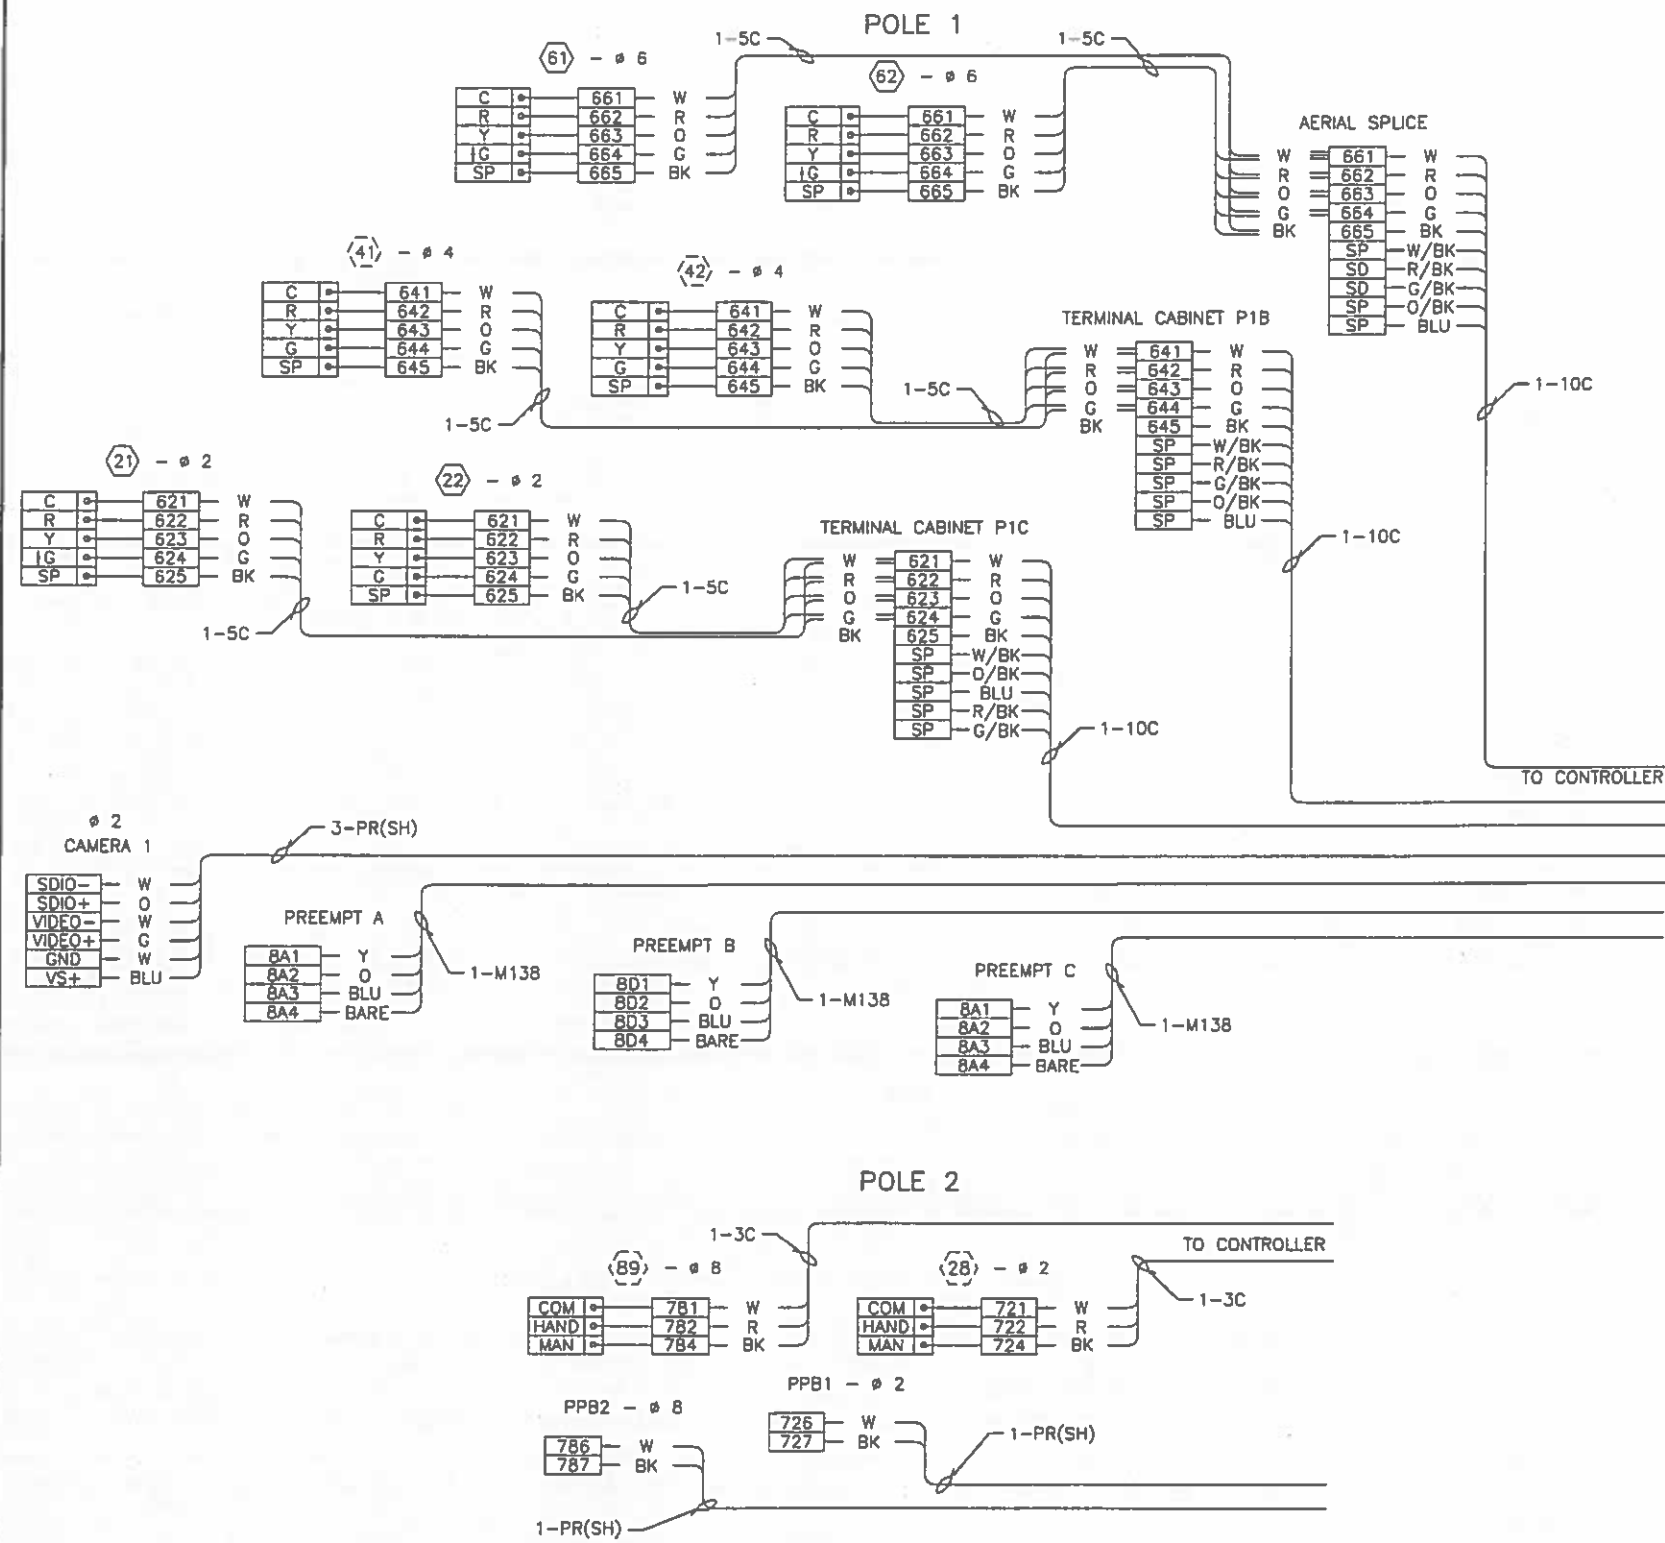 POLE 1
1-5C
1-5C
61 - ø 6
C 661 W
R 662 R
Y 663 O
↑G 664 G
SP 665 BK
62 - ø 6
C 661 W
R 662 R
Y 663 O
↑G 664 G
SP 665 BK
AERIAL SPLICE
W 661 W
R 662 R
O 663 O
G 664 G
BK 665 BK
SP W/BK
SD R/BK
SD G/BK
SP O/BK
SP BLU
1-10C
41 - ø 4
C 641 W
R 642 R
Y 643 O
G 644 G
SP 645 BK
1-5C
42 - ø 4
C 641 W
R 642 R
Y 643 O
G 644 G
SP 645 BK
1-5C
TERMINAL CABINET P1B
W 641 W
R 642 R
O 643 O
G 644 G
BK 645 BK
SP W/BK
SP R/BK
SP G/BK
SP O/BK
SP BLU
1-10C
21 - ø 2
C 621 W
R 622 R
Y 623 O
↑G 624 G
SP 625 BK
1-5C
22 - ø 2
C 621 W
R 622 R
Y 623 O
G 624 G
SP 625 BK
1-5C
TERMINAL CABINET P1C
W 621 W
R 622 R
O 623 O
G 624 G
BK 625 BK
SP W/BK
SP O/BK
SP BLU
SP R/BK
SP G/BK
1-10C
TO CONTROLLER
ø 2
CAMERA 1
3-PR(SH)
SDIO- W
SDIO+ O
VIDEO- W
VIDEO+ G
GND W
VS+ BLU
PREEMPT A
8A1 Y
8A2 O
8A3 BLU
8A4 BARE
1-M138
PREEMPT B
8D1 Y
8D2 O
8D3 BLU
8D4 BARE
1-M138
PREEMPT C
8A1 Y
8A2 O
8A3 BLU
8A4 BARE
1-M138
POLE 2
1-3C
TO CONTROLLER
89 - ø 8
COM 781 W
HAND 782 R
MAN 784 BK
28 - ø 2
COM 721 W
HAND 722 R
MAN 724 BK
1-3C
PPB1 - ø 2
726 W
727 BK
1-PR(SH)
PPB2 - ø 8
786 W
787 BK
1-PR(SH)